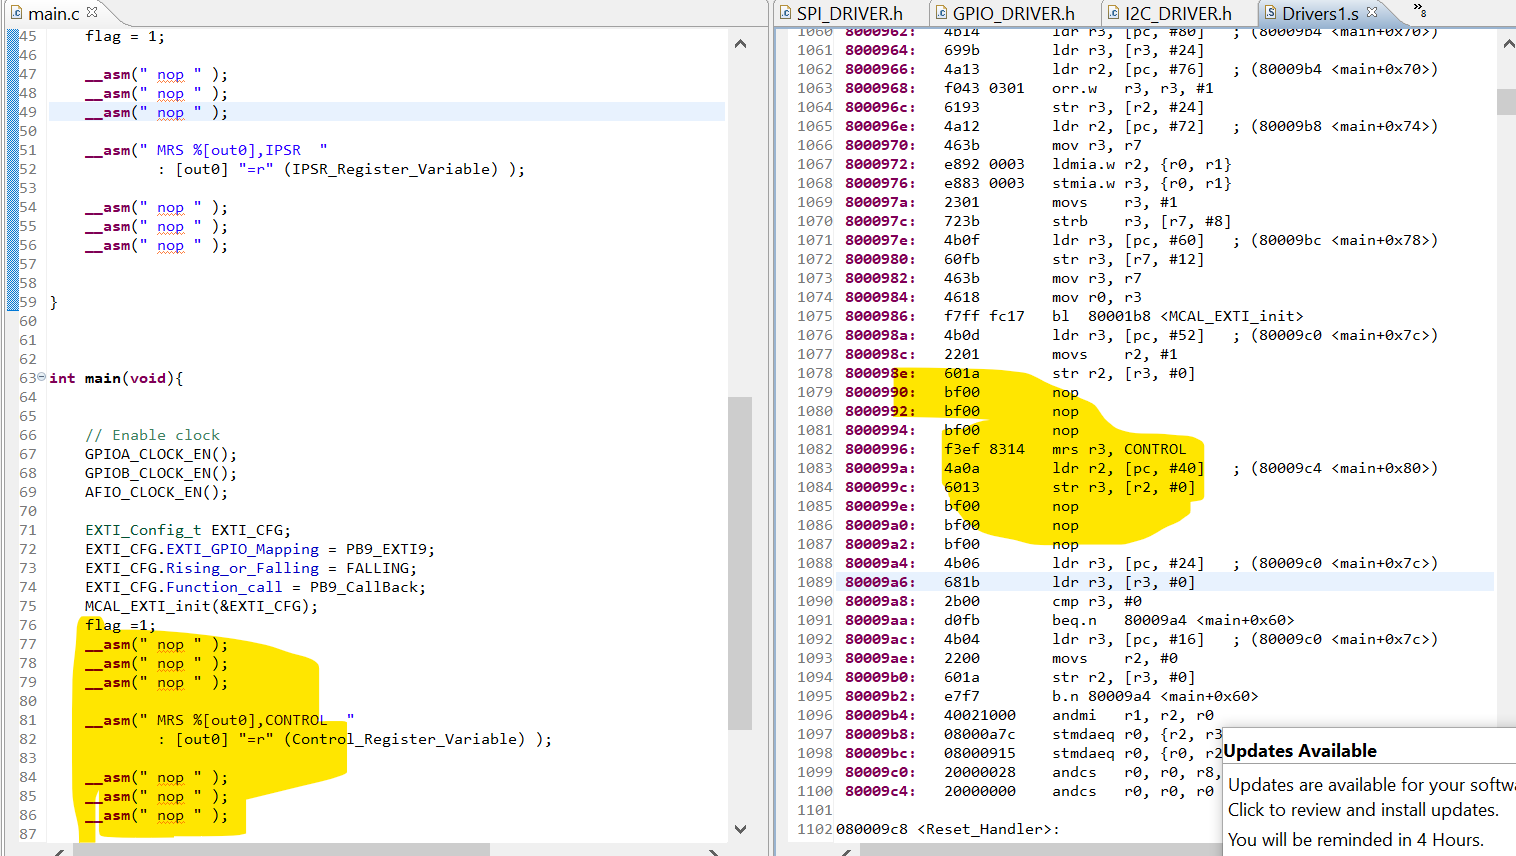 main.c
45 flag = 1;
46
47 __asm(" nop " );
48 __asm(" nop " );
49 __asm(" nop " );
50
51 __asm(" MRS %[out0],IPSR  "
52 : [out0] "=r" (IPSR_Register_Variable) );
53
54 __asm(" nop " );
55 __asm(" nop " );
56 __asm(" nop " );
57
58
59 }
60
61
62
63 int main(void){
64
65
66 // Enable clock
67 GPIOA_CLOCK_EN();
68 GPIOB_CLOCK_EN();
69 AFIO_CLOCK_EN();
70
71 EXTI_Config_t EXTI_CFG;
72 EXTI_CFG.EXTI_GPIO_Mapping = PB9_EXTI9;
73 EXTI_CFG.Rising_or_Falling = FALLING;
74 EXTI_CFG.Function_call = PB9_CallBack;
75 MCAL_EXTI_init(&EXTI_CFG);
76 flag =1;
77 __asm(" nop " );
78 __asm(" nop " );
79 __asm(" nop " );
80
81 __asm(" MRS %[out0],CONTROL  "
82 : [out0] "=r" (Control_Register_Variable) );
83
84 __asm(" nop " );
85 __asm(" nop " );
86 __asm(" nop " );
87
SPI_DRIVER.h GPIO_DRIVER.h I2C_DRIVER.h Drivers1.s »8
1060 8000962: 4b14 ldr r3, [pc, #80] ; (80009b4 <main+0x70>)
1061 8000964: 699b ldr r3, [r3, #24]
1062 8000966: 4a13 ldr r2, [pc, #76] ; (80009b4 <main+0x70>)
1063 8000968: f043 0301 orr.w r3, r3, #1
1064 800096c: 6193 str r3, [r2, #24]
1065 800096e: 4a12 ldr r2, [pc, #72] ; (80009b8 <main+0x74>)
1066 8000970: 463b mov r3, r7
1067 8000972: e892 0003 ldmia.w r2, {r0, r1}
1068 8000976: e883 0003 stmia.w r3, {r0, r1}
1069 800097a: 2301 movs r3, #1
1070 800097c: 723b strb r3, [r7, #8]
1071 800097e: 4b0f ldr r3, [pc, #60] ; (80009bc <main+0x78>)
1072 8000980: 60fb str r3, [r7, #12]
1073 8000982: 463b mov r3, r7
1074 8000984: 4618 mov r0, r3
1075 8000986: f7ff fc17 bl 80001b8 <MCAL_EXTI_init>
1076 800098a: 4b0d ldr r3, [pc, #52] ; (80009c0 <main+0x7c>)
1077 800098c: 2201 movs r2, #1
1078 800098e: 601a str r2, [r3, #0]
1079 8000990: bf00 nop
1080 8000992: bf00 nop
1081 8000994: bf00 nop
1082 8000996: f3ef 8314 mrs r3, CONTROL
1083 800099a: 4a0a ldr r2, [pc, #40] ; (80009c4 <main+0x80>)
1084 800099c: 6013 str r3, [r2, #0]
1085 800099e: bf00 nop
1086 80009a0: bf00 nop
1087 80009a2: bf00 nop
1088 80009a4: 4b06 ldr r3, [pc, #24] ; (80009c0 <main+0x7c>)
1089 80009a6: 681b ldr r3, [r3, #0]
1090 80009a8: 2b00 cmp r3, #0
1091 80009aa: d0fb beq.n 80009a4 <main+0x60>
1092 80009ac: 4b04 ldr r3, [pc, #16] ; (80009c0 <main+0x7c>)
1093 80009ae: 2200 movs r2, #0
1094 80009b0: 601a str r2, [r3, #0]
1095 80009b2: e7f7 b.n 80009a4 <main+0x60>
1096 80009b4: 40021000 andmi r1, r2, r0
1097 80009b8: 08000a7c stmdaeq r0, {r2, r3
1098 80009bc: 08000915 stmdaeq r0, {r0, r2
1099 80009c0: 20000028 andcs r0, r0, r8,
1100 80009c4: 20000000 andcs r0, r0, r0
1101
1102 080009c8 <Reset_Handler>:
Updates Available
Updates are available for your softwa
Click to review and install updates.
You will be reminded in 4 Hours.